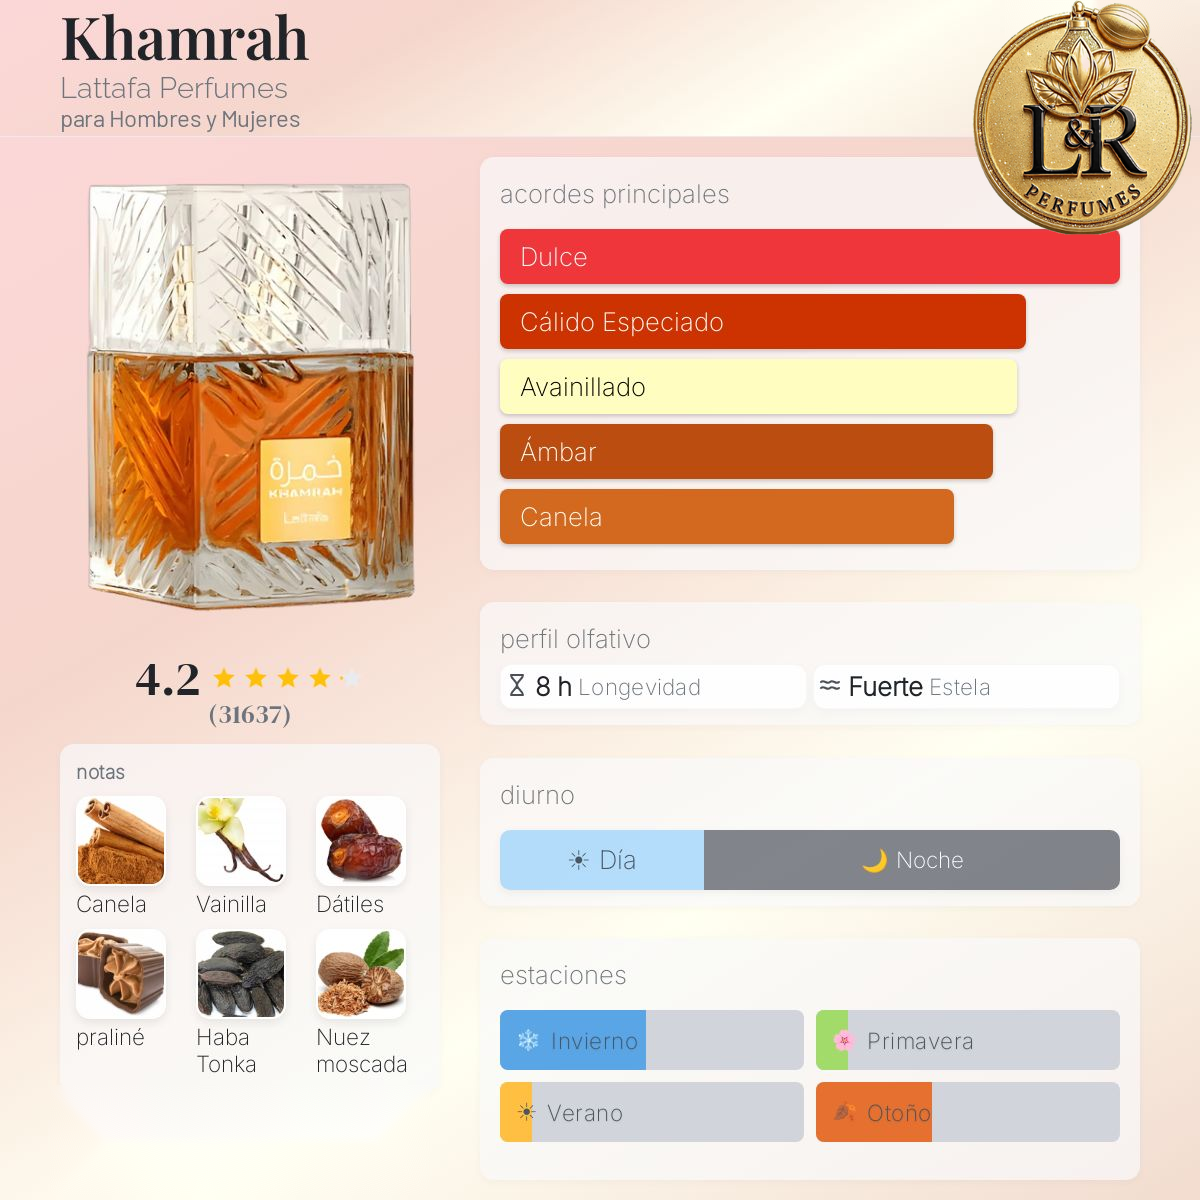 Khamrah
Lattafa Perfumes
para Hombres y Mujeres
L&R
PERFUMES
acordes principales
Dulce
Cálido Especiado
Avainillado
Ámbar
Canela
خمرة
KHAMRAH
Lattafa
4.2
(31637)
perfil olfativo
8 h Longevidad
Fuerte Estela
notas
Canela
Vainilla
Dátiles
praliné
Haba
Tonka
Nuez
moscada
diurno
Día
Noche
estaciones
Invierno
Primavera
Verano
Otoño